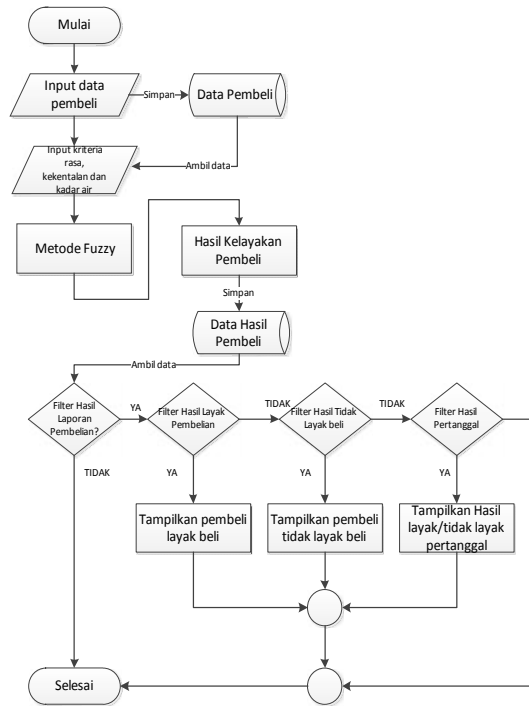 Mulai
Input data
pembeli
Simpan
Data Pembeli
Input kriteria
rasa,
kekentalan dan
kadar air
Ambil data
Metode Fuzzy
Hasil Kelayakan
Pembeli
Simpan
Data Hasil
Pembeli
Ambil data
Filter Hasil
Laporan
Pembelian?
YA
Filter Hasil Layak
Pembelian
TIDAK
Filter Hasil Tidak
Layak beli
TIDAK
Filter Hasil
Pertanggal
TIDAK
YA
YA
YA
Tampilkan pembeli
layak beli
Tampilkan pembeli
tidak layak beli
Tampilkan Hasil
layak/tidak layak
pertanggal
Selesai